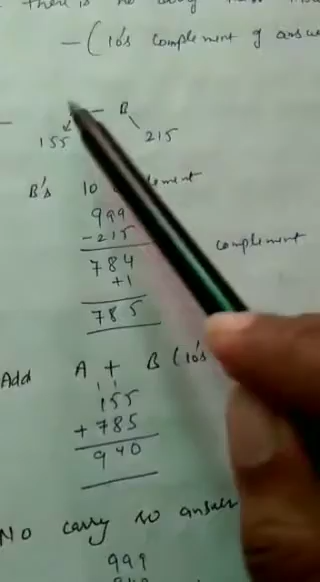 there is no carry
— (10's complement of
— B
155 215
B's 10
999
-215
complement
784
+1
785
Add A + B (10's
11
155
+785
940
No carry so answer
999